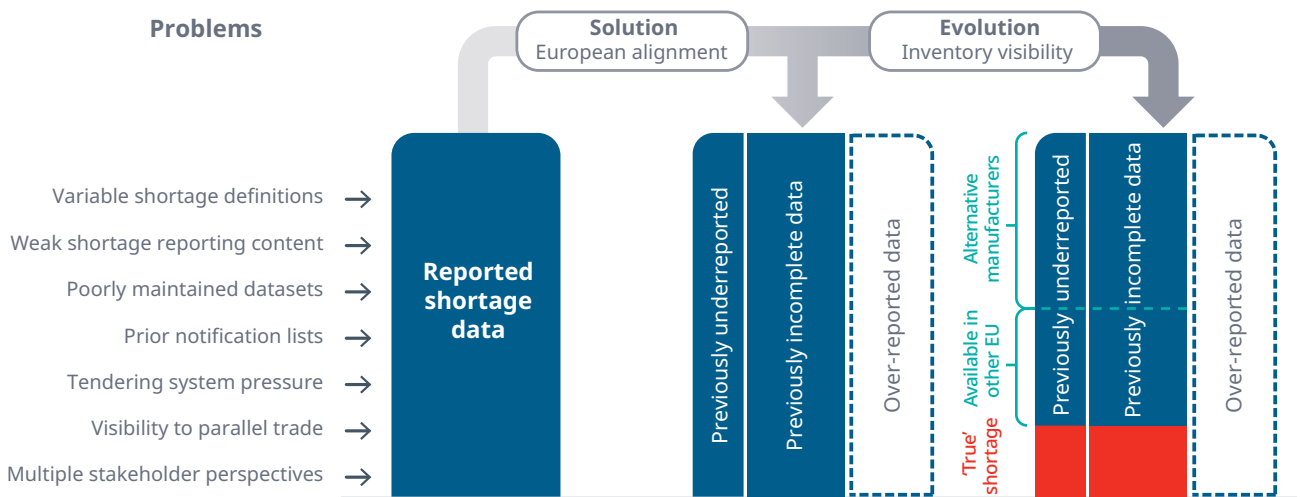 Problems
Solution
European alignment
Evolution
Inventory visibility
Variable shortage definitions
Weak shortage reporting content
Poorly maintained datasets
Prior notification lists
Tendering system pressure
Visibility to parallel trade
Multiple stakeholder perspectives
Reported
shortage
data
Previously underreported
Previously incomplete data
Over-reported data
Alternative
manufacturers
Available in
other EU
‘True’
shortage
Previously underreported
Previously incomplete data
Over-reported data